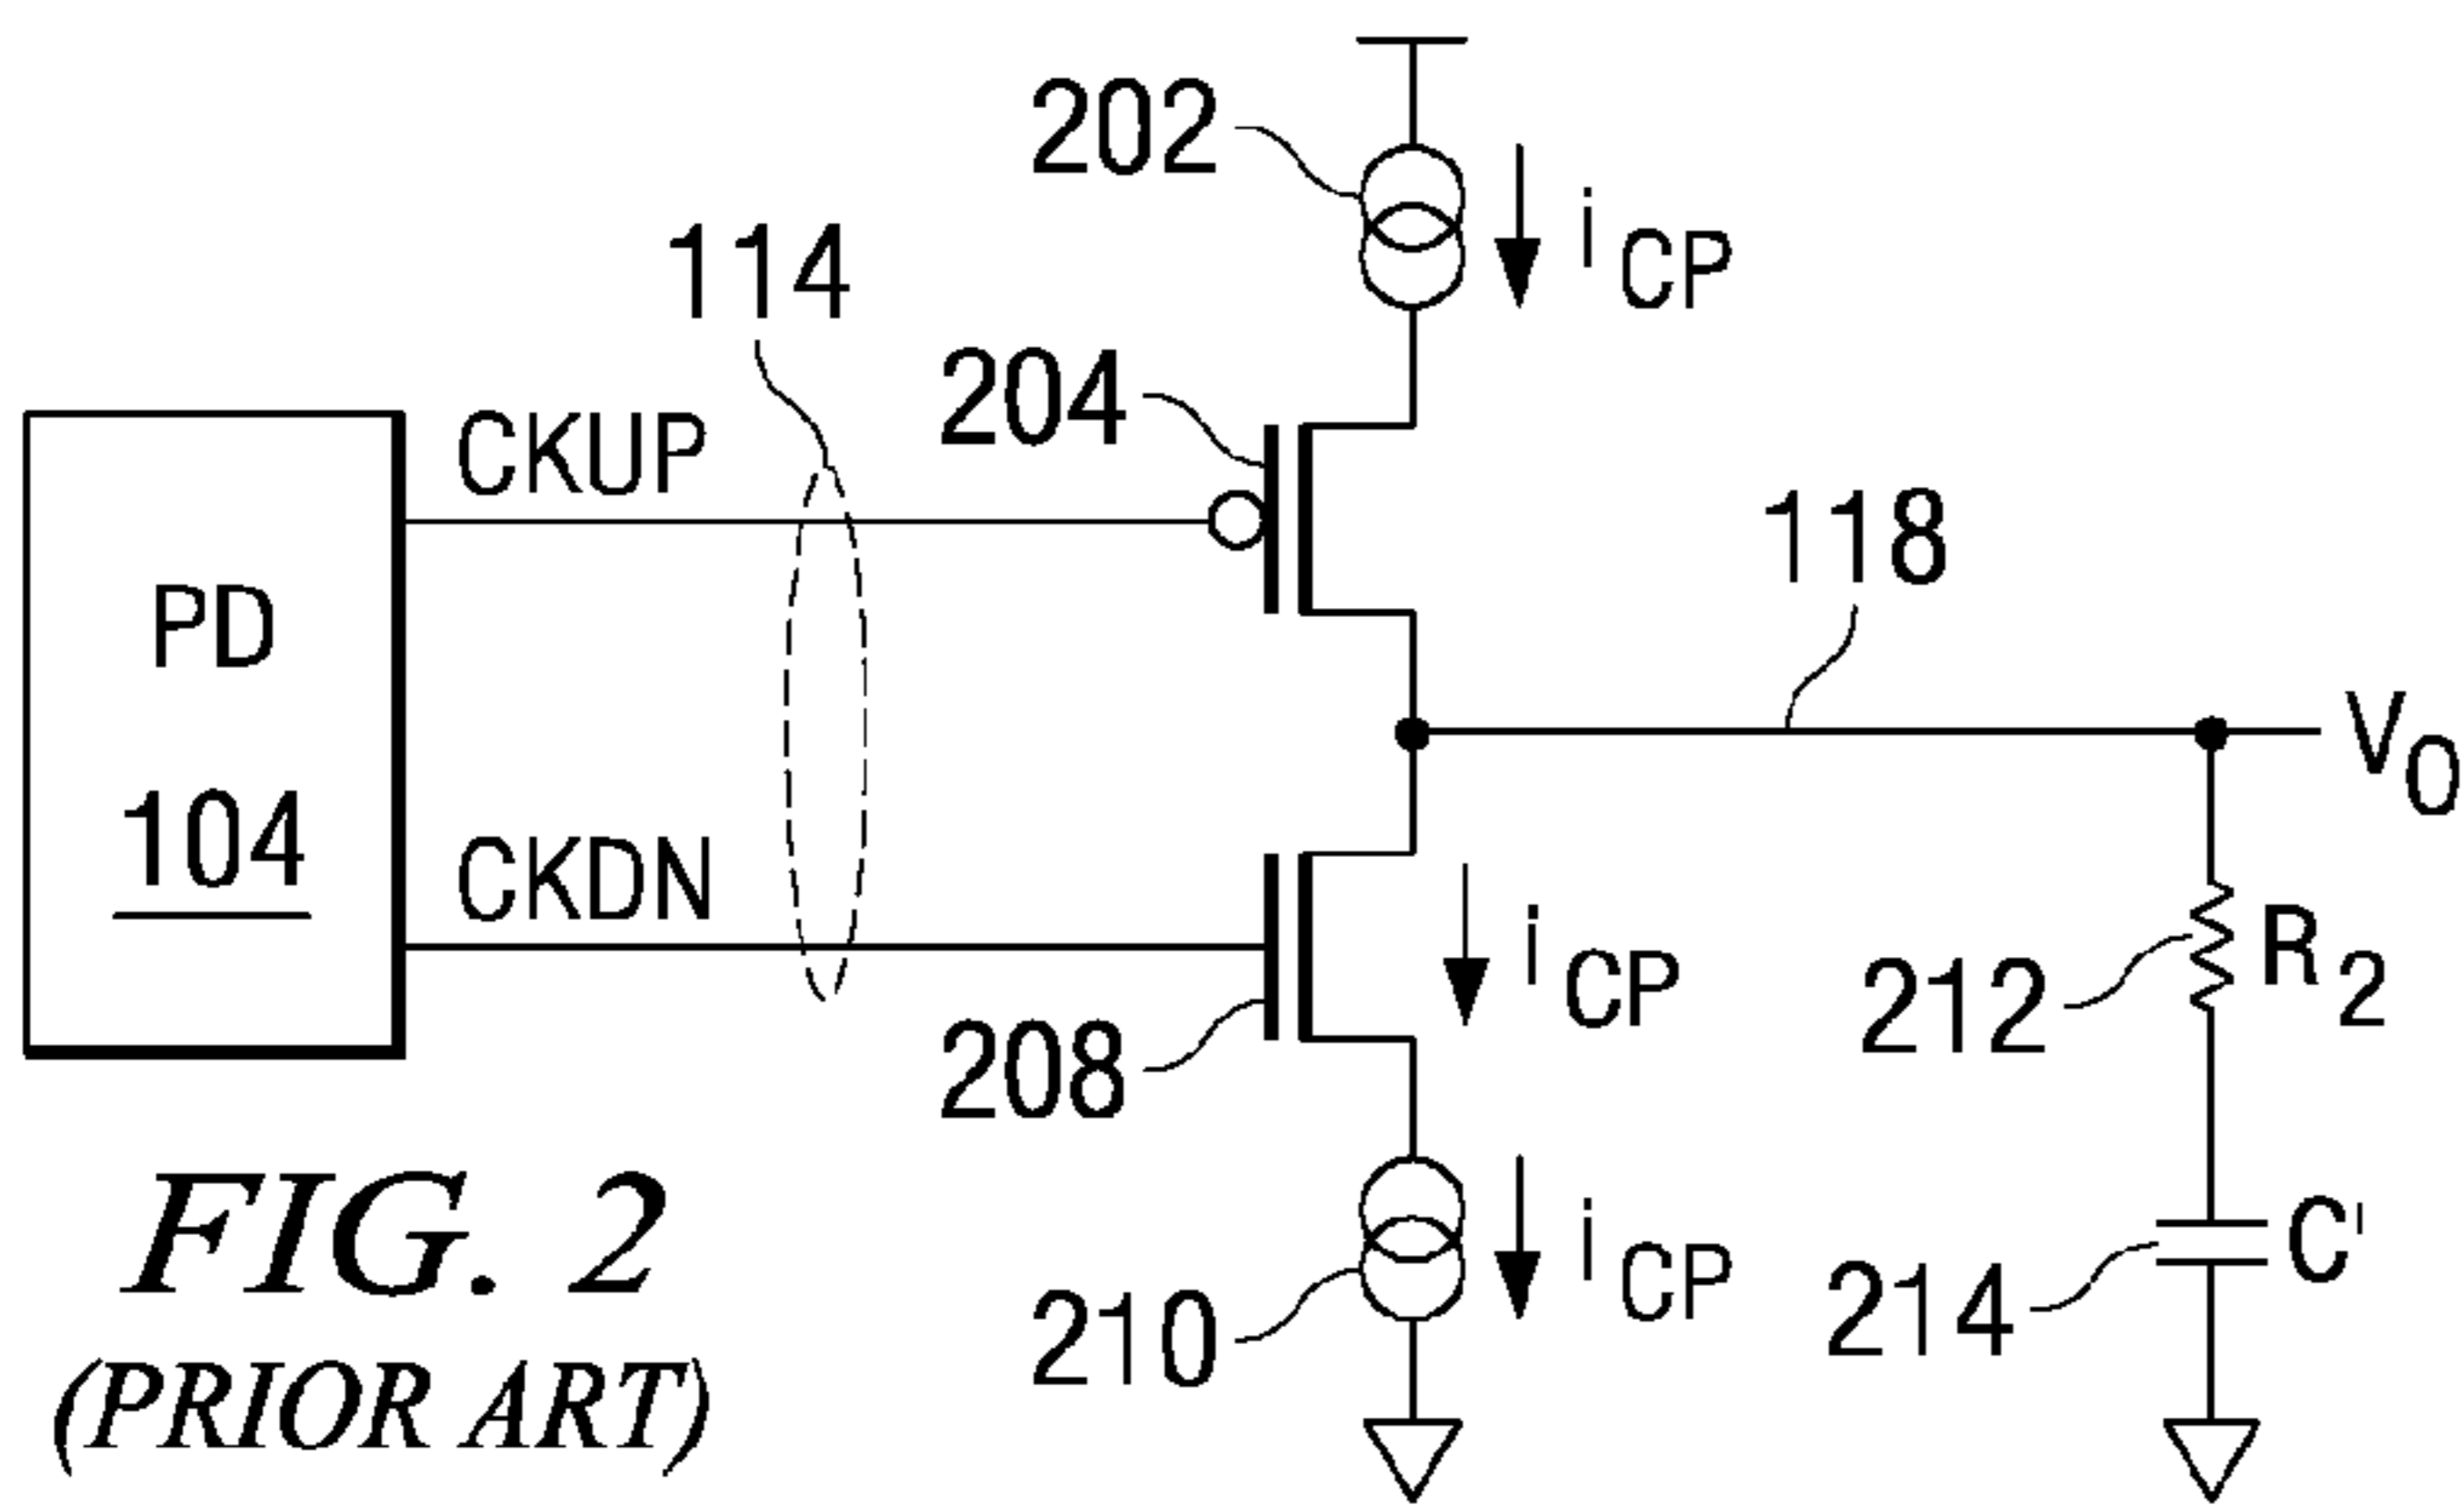 202
i CP
114
204
CKUP
118
PD
104
V O
CKDN
i CP
R 2
212
208
C'
214
i CP
210
FIG. 2
(PRIOR ART)